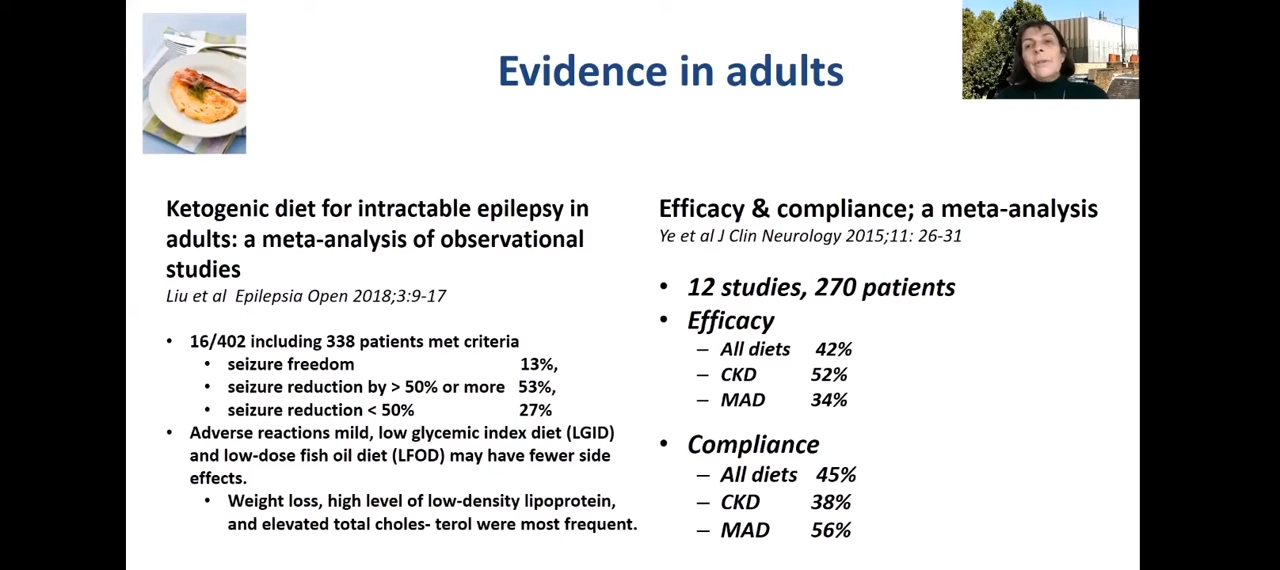 Evidence in adults
Ketogenic diet for intractable epilepsy in
adults: a meta-analysis of observational
studies
Liu et al Epilepsia Open 2018;3:9-17
• 16/402 including 338 patients met criteria
• seizure freedom 13%,
• seizure reduction by > 50% or more 53%,
• seizure reduction < 50% 27%
• Adverse reactions mild, low glycemic index diet (LGID)
and low-dose fish oil diet (LFOD) may have fewer side
effects.
• Weight loss, high level of low-density lipoprotein,
and elevated total choles- terol were most frequent.
Efficacy & compliance; a meta-analysis
Ye et al J Clin Neurology 2015;11: 26-31
• 12 studies, 270 patients
• Efficacy
– All diets 42%
– CKD 52%
– MAD 34%
• Compliance
– All diets 45%
– CKD 38%
– MAD 56%